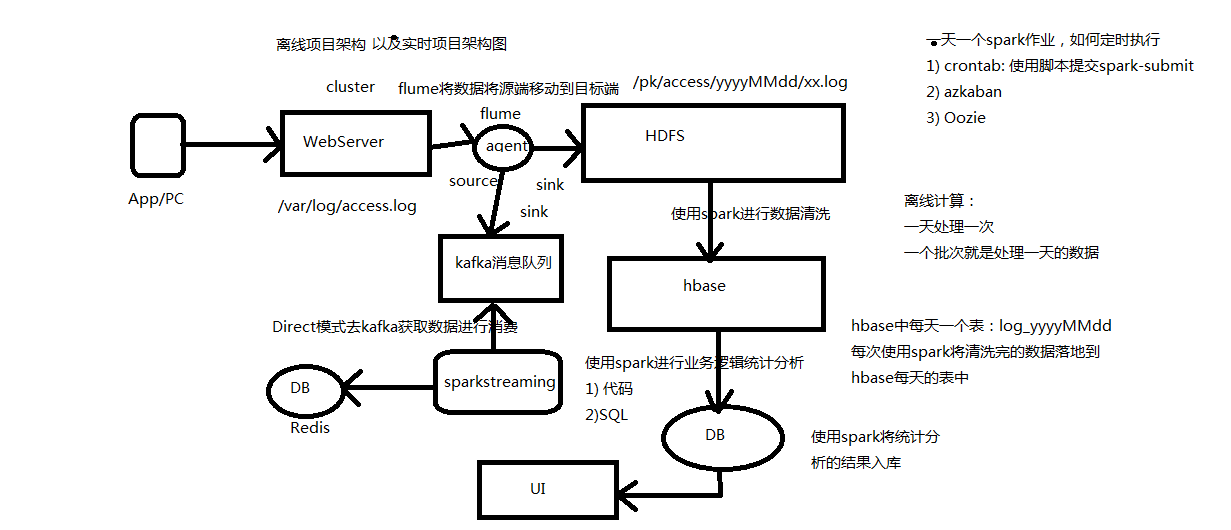 离线项目架构 以及实时项目架构图
一天一个spark作业，如何定时执行
1) crontab: 使用脚本提交spark-submit
2) azkaban
3) Oozie
cluster
flume将数据将源端移动到目标端
/pk/access/yyyyMMdd/xx.log
flume
WebServer
agent
HDFS
App/PC
source
sink
/var/log/access.log
sink
使用spark进行数据清洗
离线计算：
一天处理一次
一个批次就是处理一天的数据
kafka消息队列
hbase
Direct模式去kafka获取数据进行消费
hbase中每天一个表：log_yyyyMMdd
每次使用spark将清洗完的数据落地到
hbase每天的表中
使用spark进行业务逻辑统计分析
1) 代码
2)SQL
sparkstreaming
DB
Redis
DB
使用spark将统计分
析的结果入库
UI